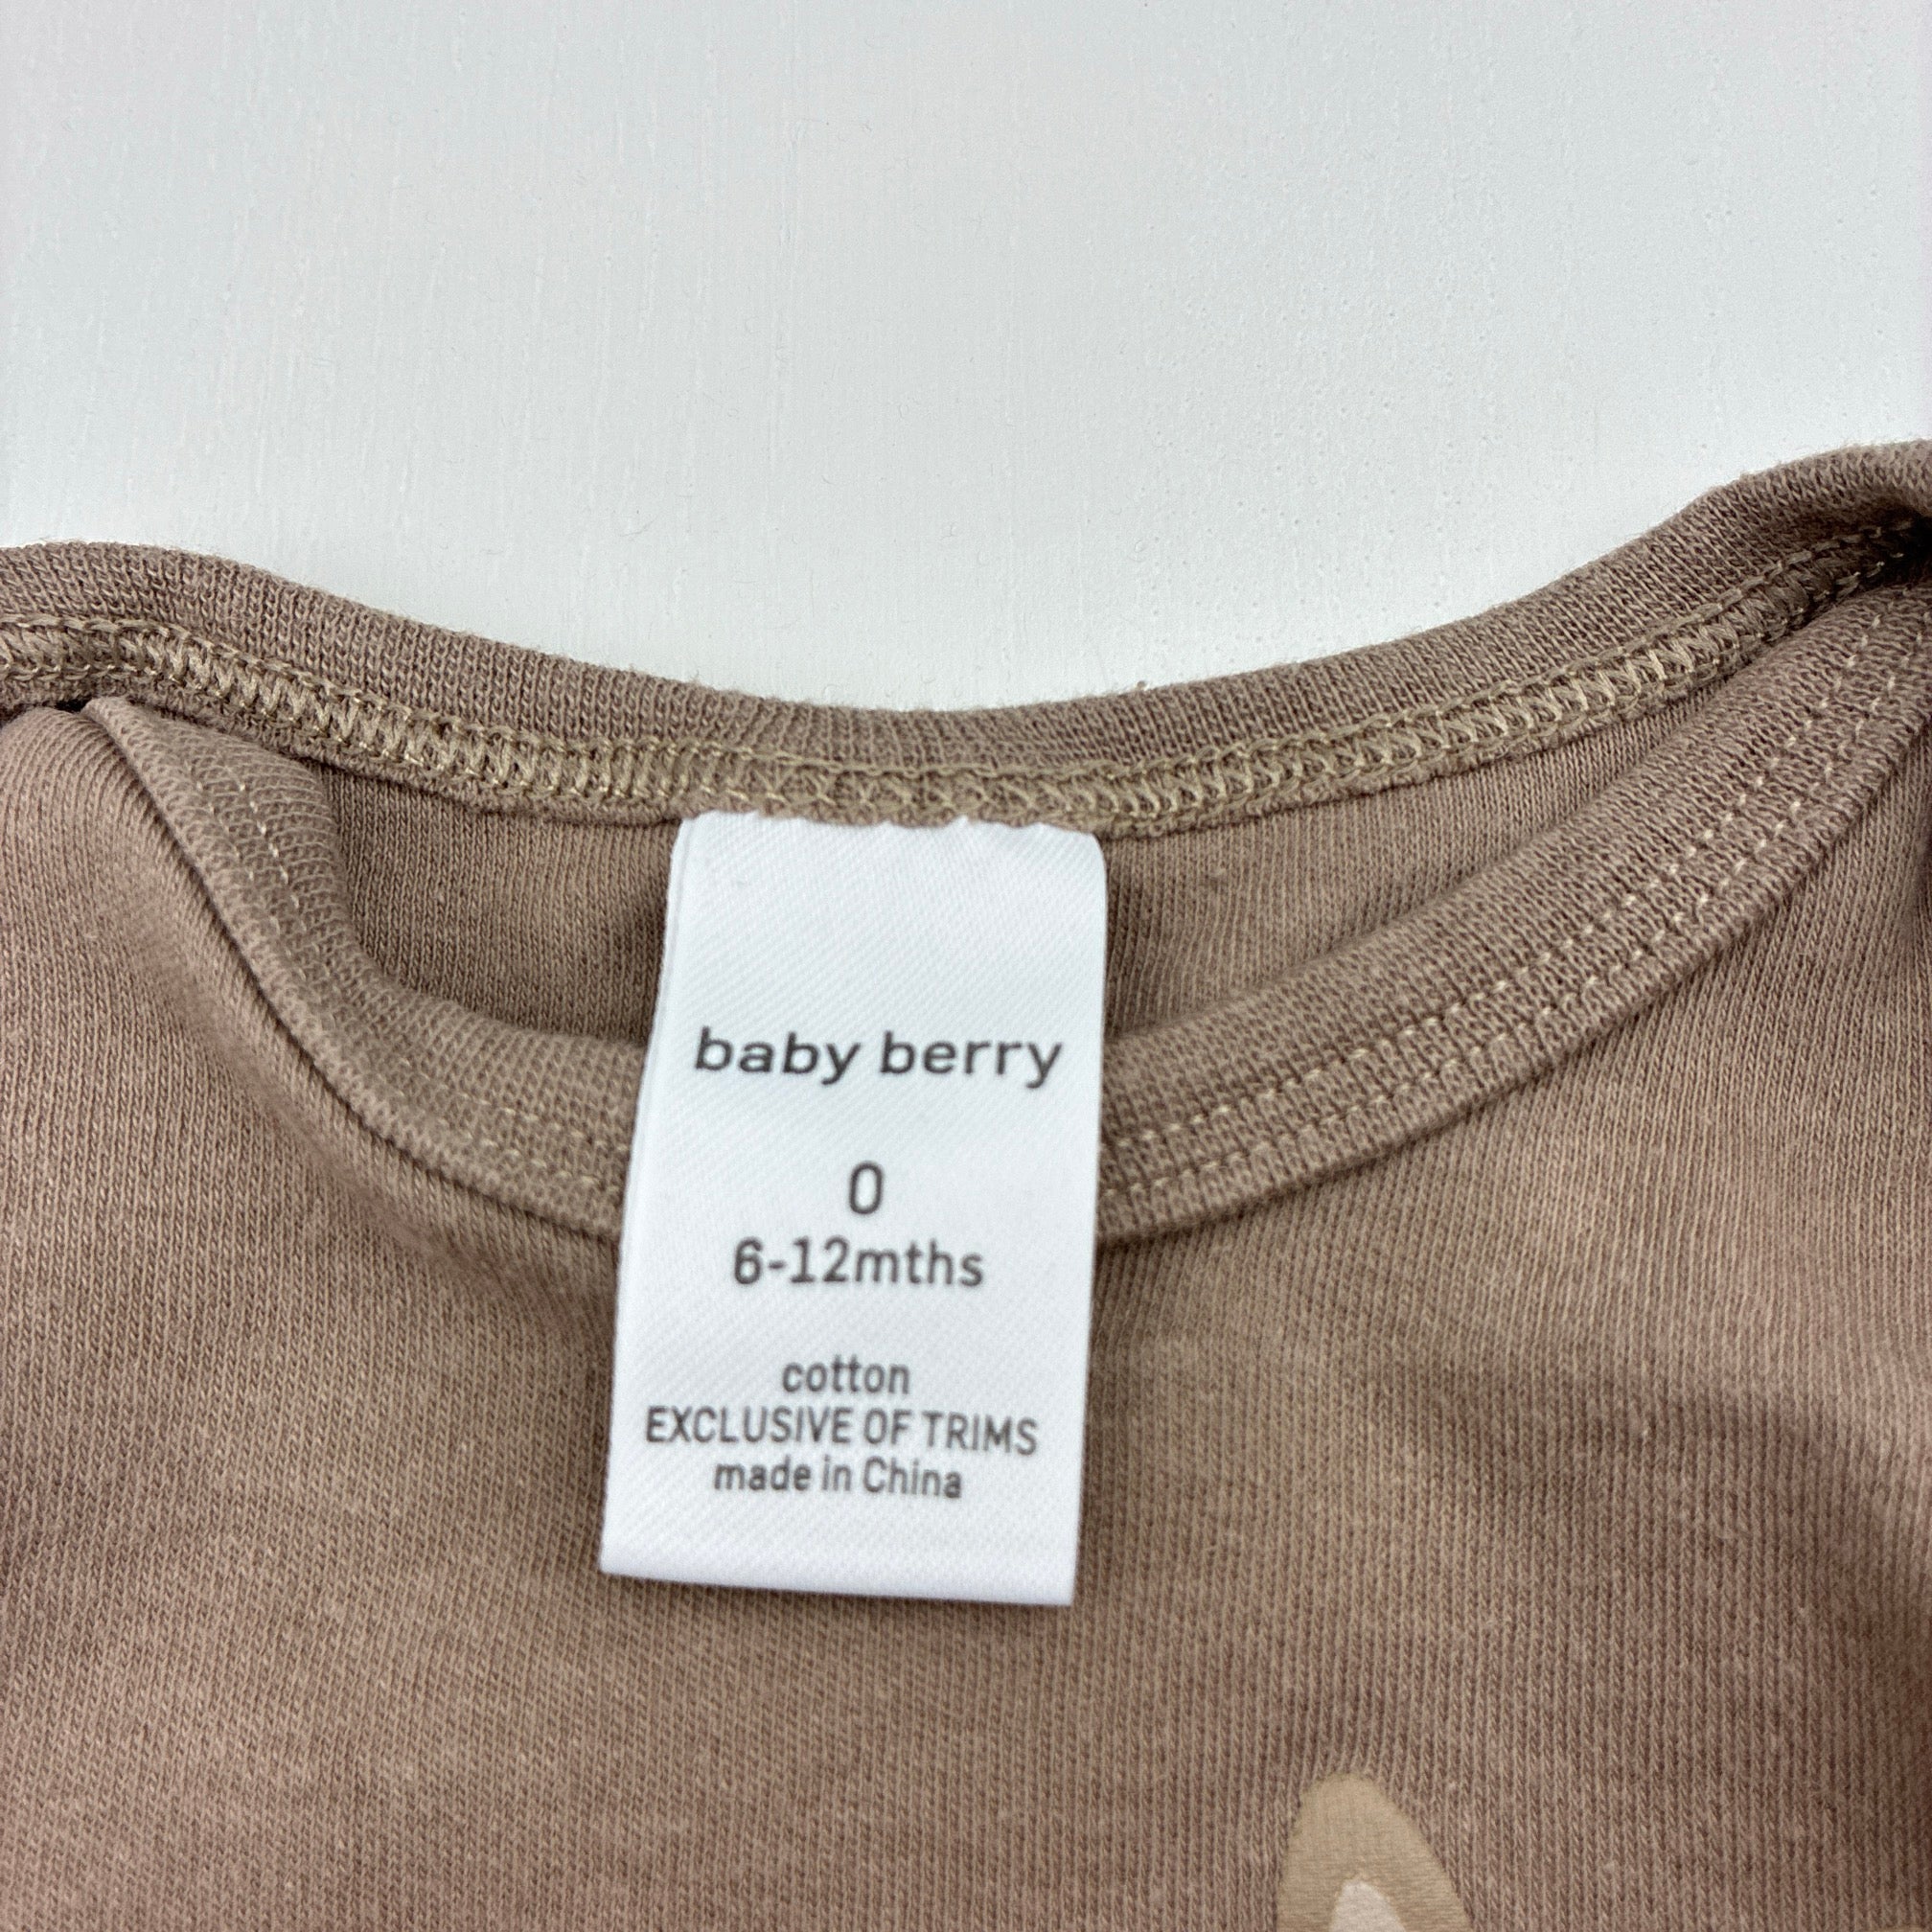 baby berry
0
6-12mths
cotton
EXCLUSIVE OF TRIMS
made in China